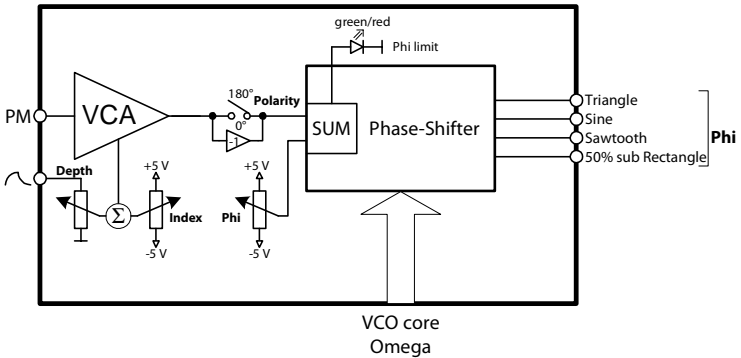 green/red
Phi limit
180°
Polarity
0°
-1
PM
VCA
SUM
Phase-Shifter
Triangle
Sine
Sawtooth
50% sub Rectangle
Phi
Depth
+5 V
+5 V
Σ
Index
Phi
-5 V
-5 V
VCO core
Omega